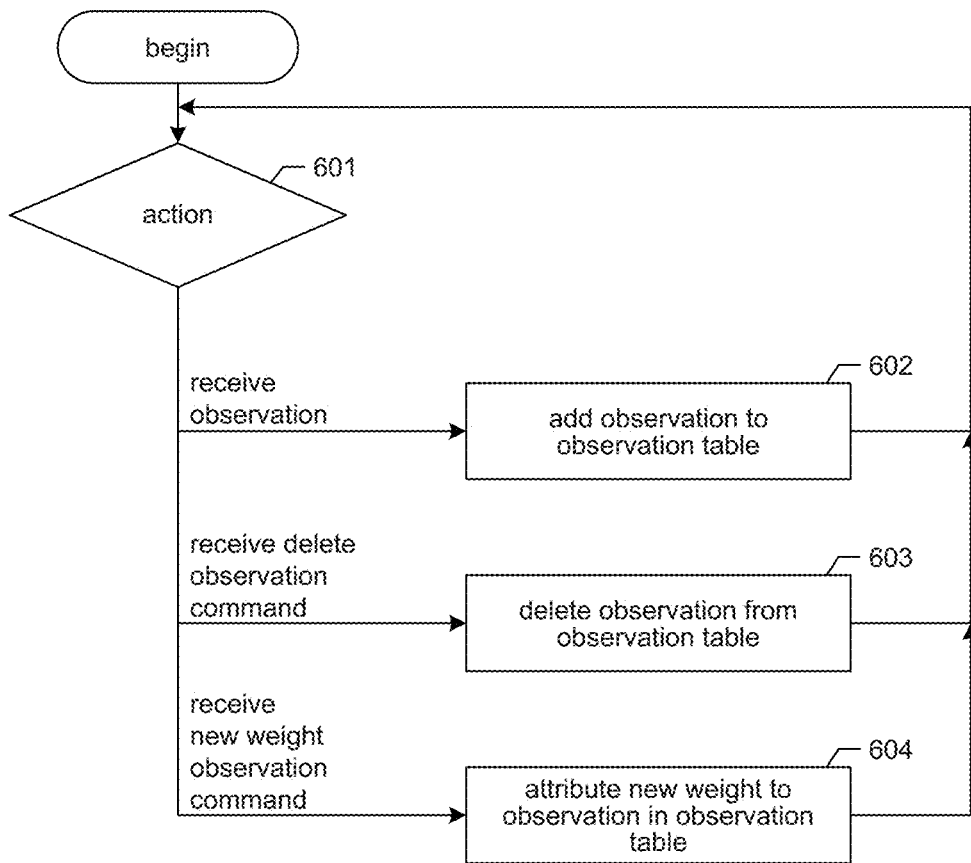 begin
601
action
602
receive
observation
add observation to
observation table
603
receive delete
observation
command
delete observation from
observation table
604
receive
new weight
observation
command
attribute new weight to
observation in observation
table